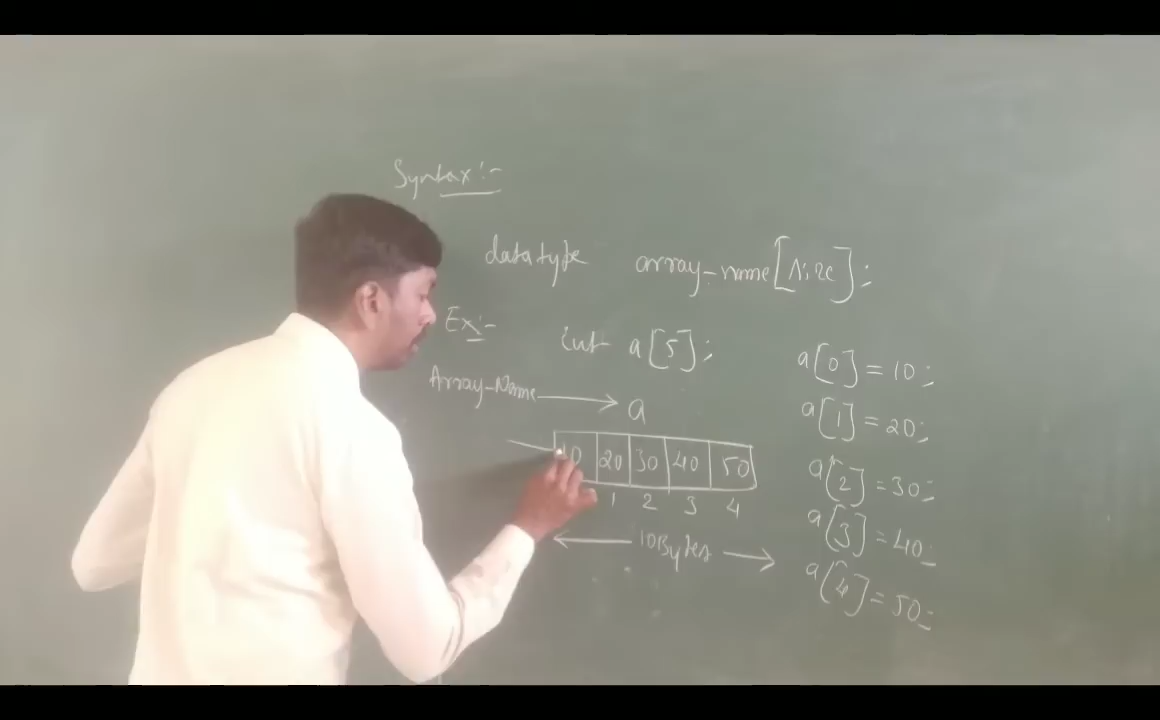 Syntax:-
datatype array-name[size];
Ex:- int a[5];
Array-Name → a
10 20 30 40 50
1 2 3 4
← 10Bytes →
a[0] = 10;
a[1] = 20;
a[2] = 30;
a[3] = 40;
a[4] = 50;